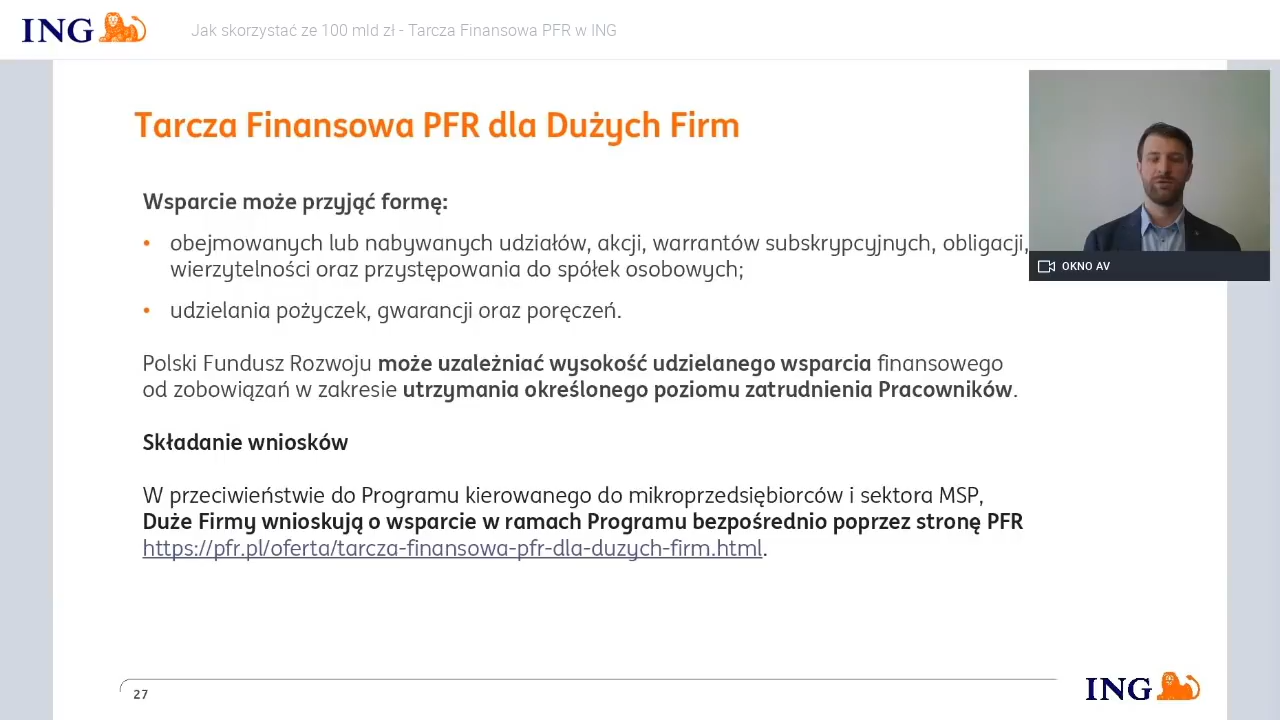 ING
Jak skorzystać ze 100 mld zł - Tarcza Finansowa PFR w ING
Tarcza Finansowa PFR dla Dużych Firm
Wsparcie może przyjąć formę:
• obejmowanych lub nabywanych udziałów, akcji, warrantów subskrypcyjnych, obligacji,
wierzytelności oraz przystępowania do spółek osobowych;
• udzielania pożyczek, gwarancji oraz poręczeń.
Polski Fundusz Rozwoju może uzależniać wysokość udzielanego wsparcia finansowego
od zobowiązań w zakresie utrzymania określonego poziomu zatrudnienia Pracowników.
Składanie wniosków
W przeciwieństwie do Programu kierowanego do mikroprzedsiębiorców i sektora MSP,
Duże Firmy wnioskują o wsparcie w ramach Programu bezpośrednio poprzez stronę PFR
https://pfr.pl/oferta/tarcza-finansowa-pfr-dla-duzych-firm.html.
OKNO AV
27
ING